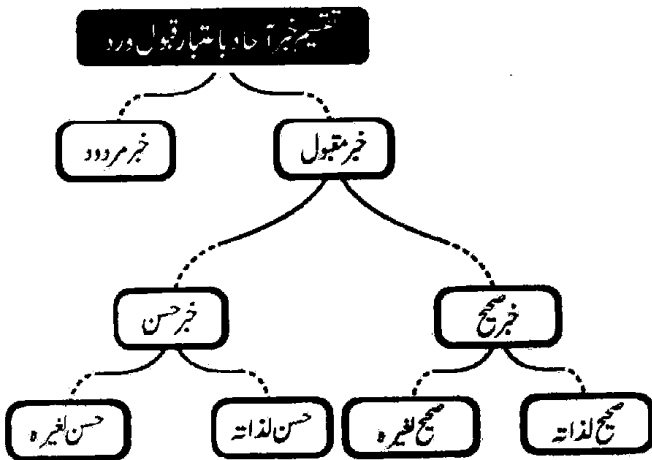 تقسیم خبر آحاد باعتبار قبول و رد
خبر مقبول
خبر مردود
خبر صحیح
خبر حسن
صحیح لذاتہ
صحیح لغیرہ
حسن لذاتہ
حسن لغیرہ